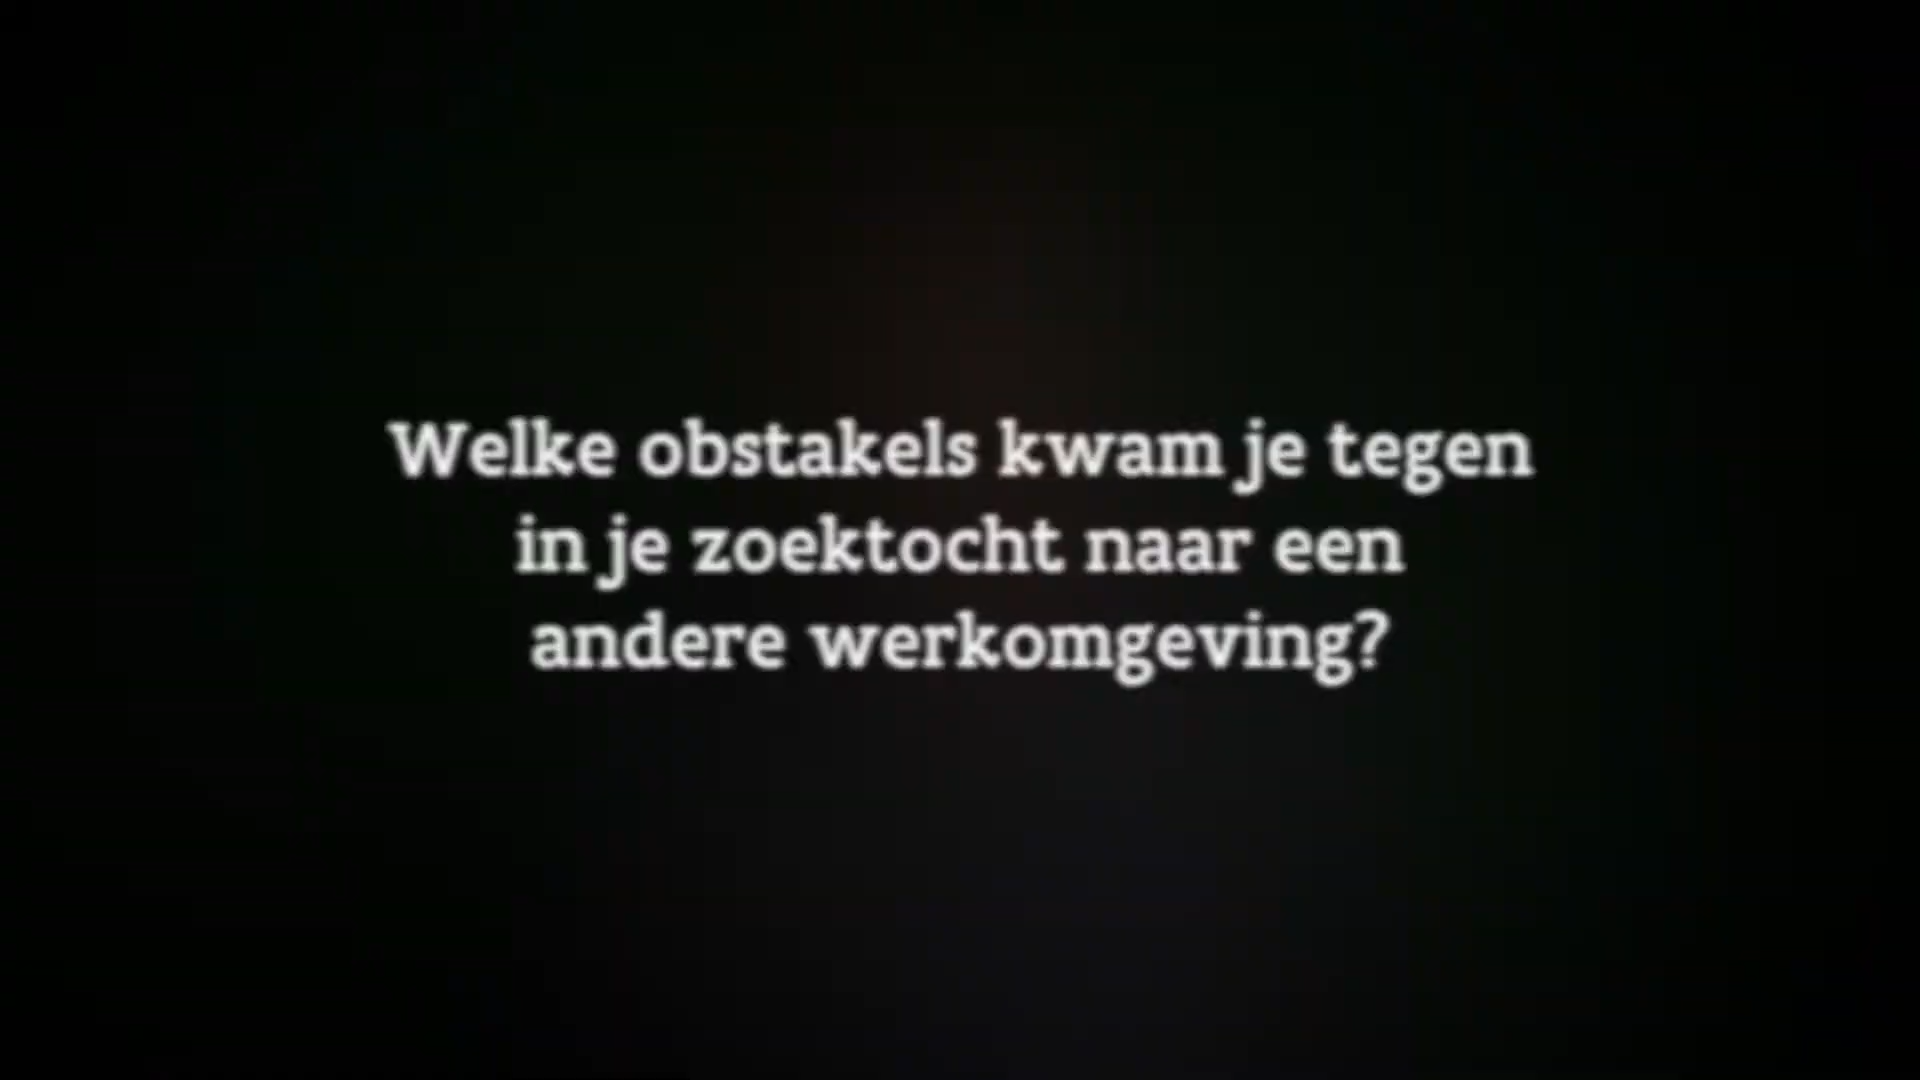 Welke obstakels kwam je tegen
in je zoektocht naar een
andere werkomgeving?